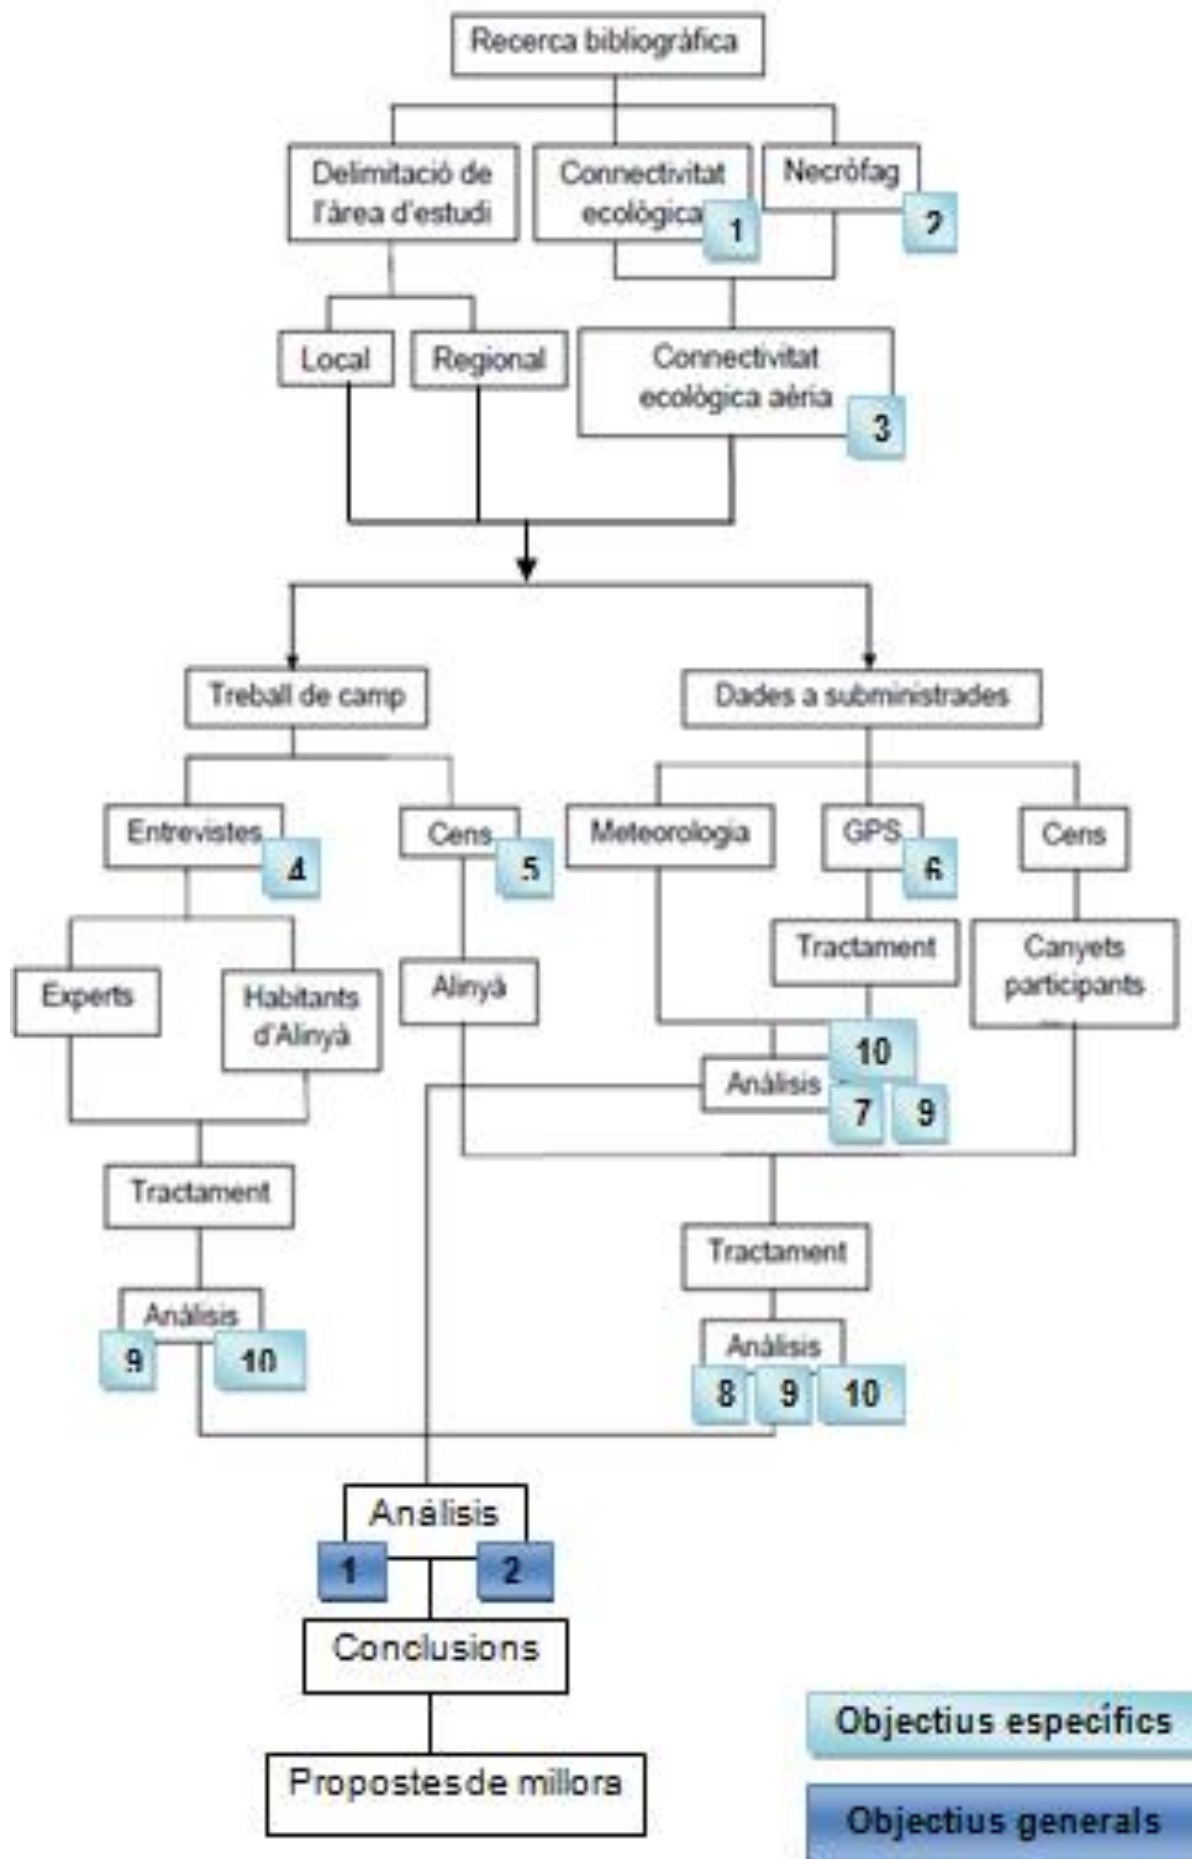 Recerca bibliogràfica
Delimitació de
l'àrea d'estudi
Connectivitat
ecològica
1
Necròfag
2
Local
Regional
Connectivitat
ecològica aèria
3
Treball de camp
Dades a subministrades
Entrevistes
4
Cens
5
Meteorologia
GPS
6
Cens
Experts
Habitants
d'Alinyà
Alinyà
Tractament
Canyets
participants
10
Anàlisis
7
9
Tractament
Tractament
Anàlisis
9
10
Anàlisis
8
9
10
Anàlisis
1
2
Conclusions
Propostes de millora
Objectius específics
Objectius generals